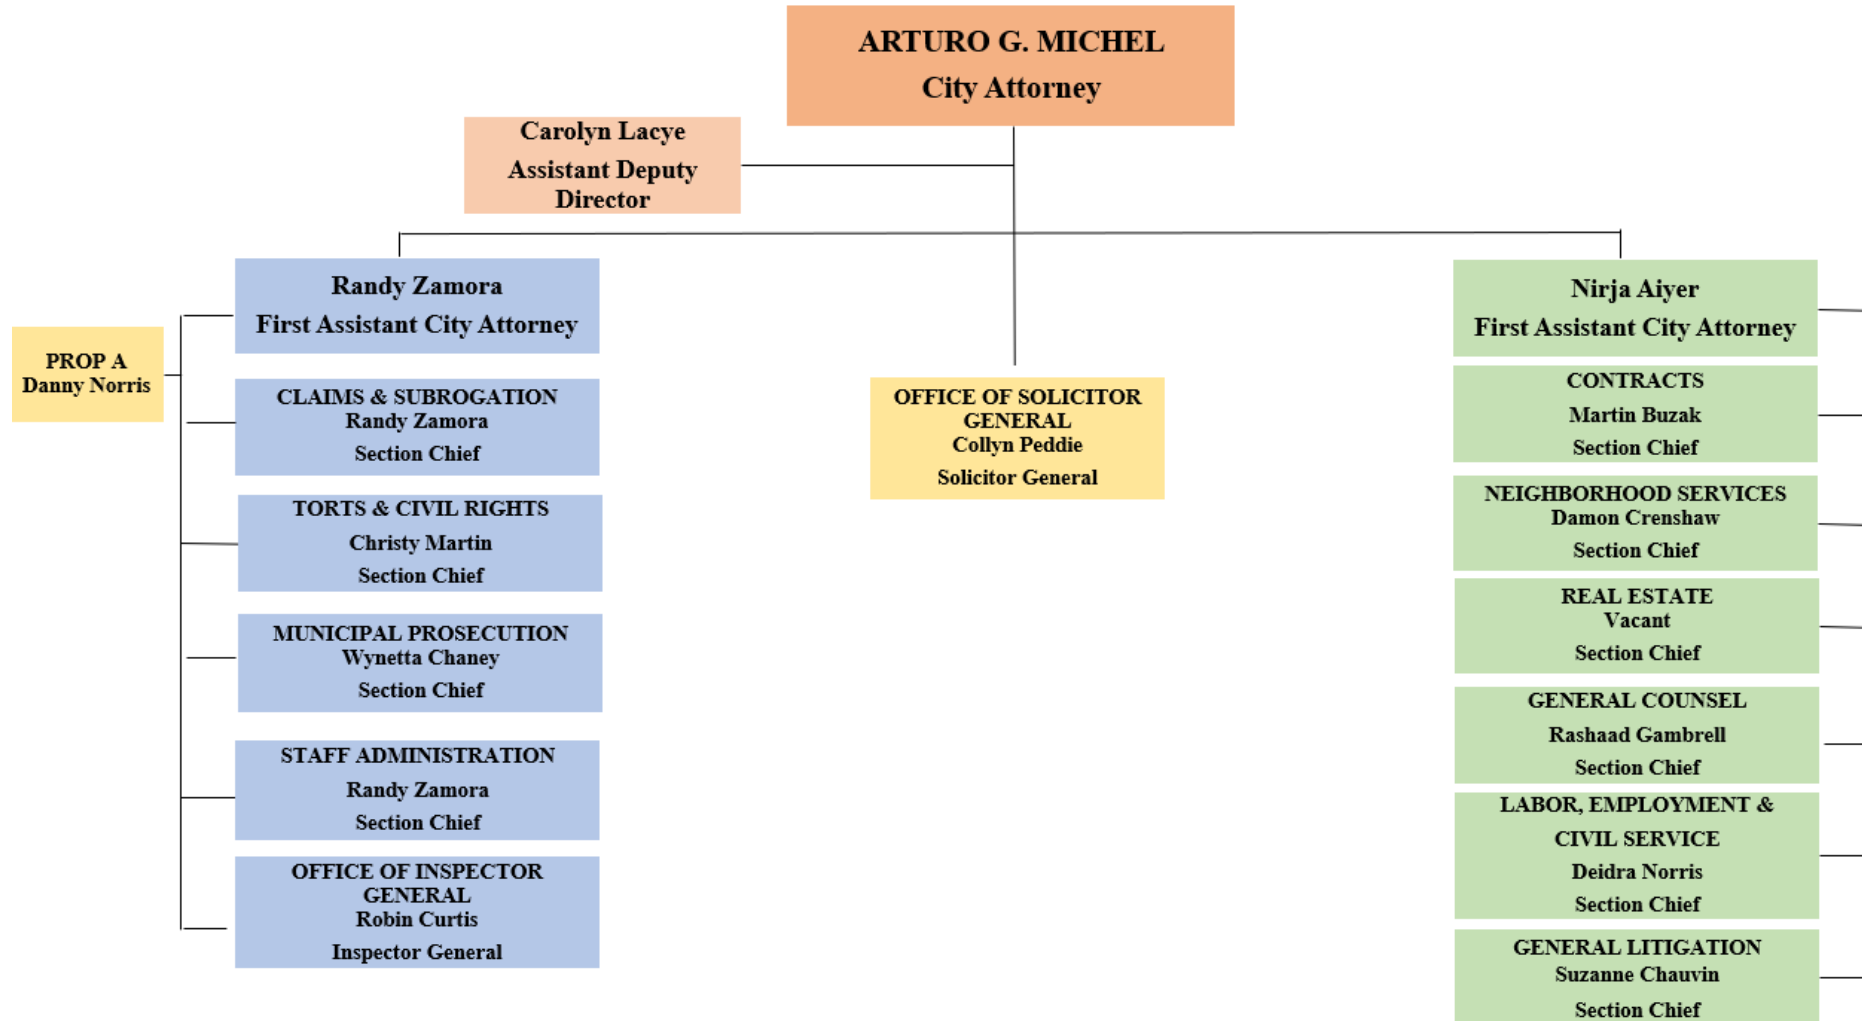 ARTURO G. MICHEL
City Attorney
Carolyn Lacye
Assistant Deputy
Director
Randy Zamora
First Assistant City Attorney
PROP A
Danny Norris
CLAIMS & SUBROGATION
Randy Zamora
Section Chief
TORTS & CIVIL RIGHTS
Christy Martin
Section Chief
MUNICIPAL PROSECUTION
Wynetta Chaney
Section Chief
STAFF ADMINISTRATION
Randy Zamora
Section Chief
OFFICE OF INSPECTOR
GENERAL
Robin Curtis
Inspector General
OFFICE OF SOLICITOR
GENERAL
Collyn Peddie
Solicitor General
Nirja Aiyer
First Assistant City Attorney
CONTRACTS
Martin Buzak
Section Chief
NEIGHBORHOOD SERVICES
Damon Crenshaw
Section Chief
REAL ESTATE
Vacant
Section Chief
GENERAL COUNSEL
Rashaad Gambrell
Section Chief
LABOR, EMPLOYMENT &
CIVIL SERVICE
Deidra Norris
Section Chief
GENERAL LITIGATION
Suzanne Chauvin
Section Chief